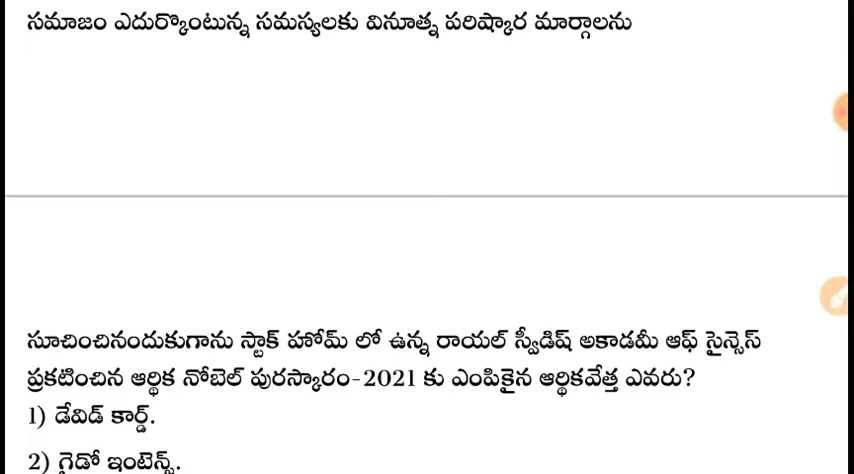 సమాజం ఎదుర్కొంటున్న సమస్యలకు వినూత్న పరిష్కార మార్గాలను
సూచించినందుకుగాను స్టాక్ హోమ్ లో ఉన్న రాయల్ స్వీడిష్ అకాడమీ ఆఫ్ సైన్సెస్
ప్రకటించిన ఆర్థిక నోబెల్ పురస్కారం-2021 కు ఎంపికైన ఆర్థికవేత్త ఎవరు?
1) డేవిడ్ కార్డ్.
2) గైడో ఇంటెన్స్.